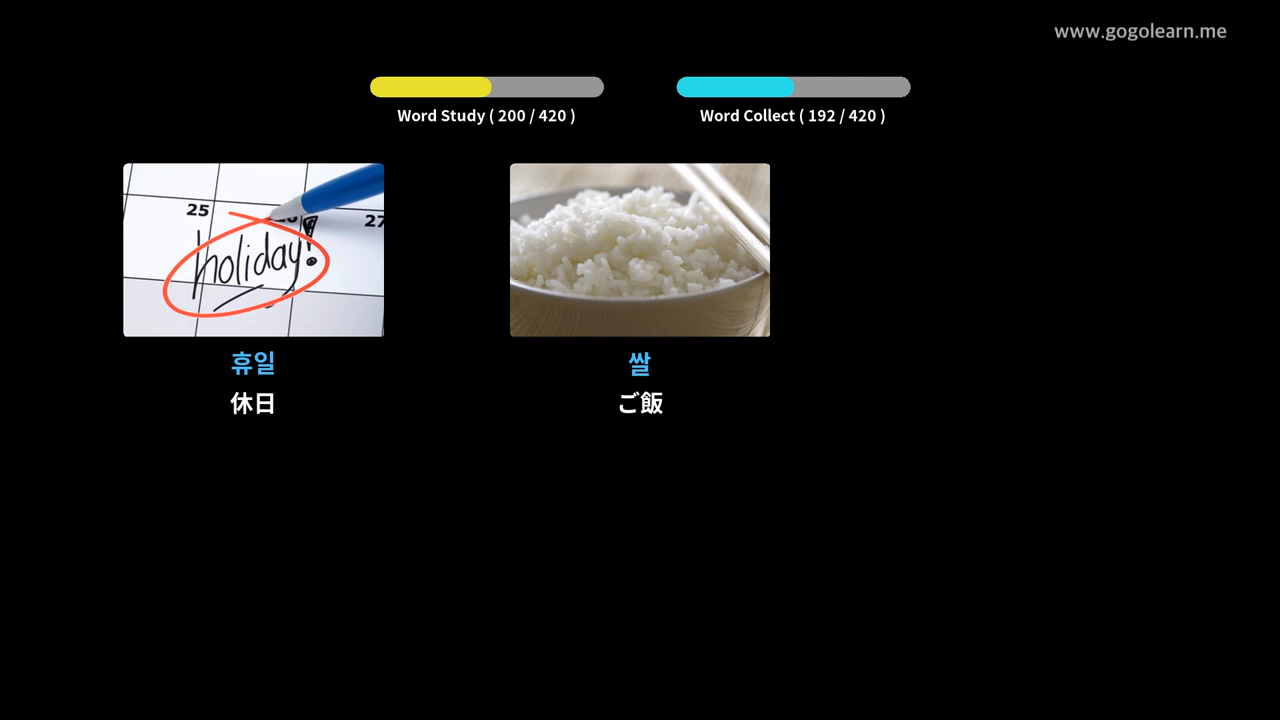 www.gogolearn.me
Word Study ( 200 / 420 )
Word Collect ( 192 / 420 )
25
27
holiday!
휴일
쌀
休日
ご飯